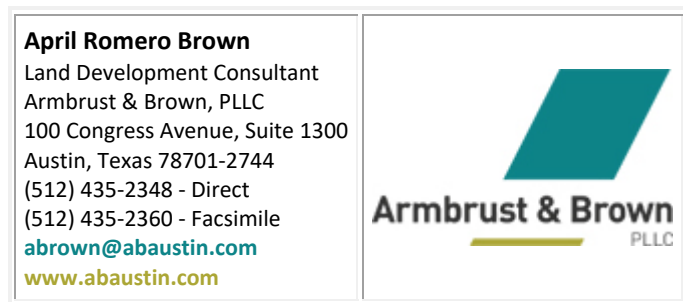 April Romero Brown
Land Development Consultant
Armbrust & Brown, PLLC
100 Congress Avenue, Suite 1300
Austin, Texas 78701-2744
(512) 435-2348 - Direct
(512) 435-2360 - Facsimile
abrown@abaustin.com
www.abaustin.com
Armbrust & Brown
PLLC